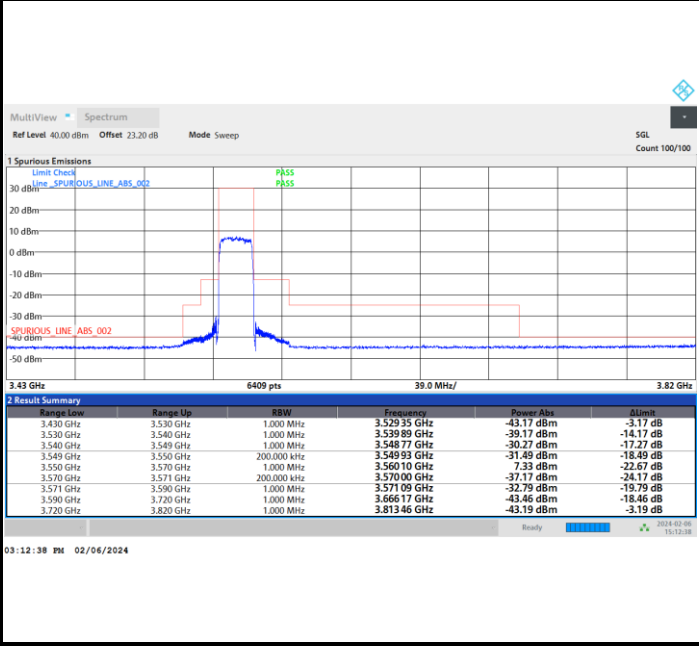 MultiView Spectrum
Ref Level 40.00 dBm Offset 23.20 dB Mode Sweep SGL
Count 100/100
1 Spurious Emissions
Limit Check PASS
Line _SPURIOUS_LINE_ABS_002 PASS
30 dBm
20 dBm
10 dBm
0 dBm
-10 dBm
-20 dBm
-30 dBm
_SPURIOUS_LINE_ABS_002
-40 dBm
-50 dBm
3.43 GHz 6409 pts 39.0 MHz/ 3.82 GHz
2 Result Summary
Range Low Range Up RBW Frequency Power Abs ΔLimit
3.430 GHz 3.530 GHz 1.000 MHz 3.529 35 GHz -43.17 dBm -3.17 dB
3.530 GHz 3.540 GHz 1.000 MHz 3.539 89 GHz -39.17 dBm -14.17 dB
3.540 GHz 3.549 GHz 1.000 MHz 3.548 77 GHz -30.27 dBm -17.27 dB
3.549 GHz 3.550 GHz 200.000 kHz 3.549 93 GHz -31.49 dBm -18.49 dB
3.550 GHz 3.570 GHz 1.000 MHz 3.560 10 GHz 7.33 dBm -22.67 dB
3.570 GHz 3.571 GHz 200.000 kHz 3.570 00 GHz -37.17 dBm -24.17 dB
3.571 GHz 3.590 GHz 1.000 MHz 3.571 09 GHz -32.79 dBm -19.79 dB
3.590 GHz 3.720 GHz 1.000 MHz 3.666 17 GHz -43.46 dBm -18.46 dB
3.720 GHz 3.820 GHz 1.000 MHz 3.813 46 GHz -43.19 dBm -3.19 dB
Ready 2024-02-06
15:12:38
03:12:38 PM 02/06/2024